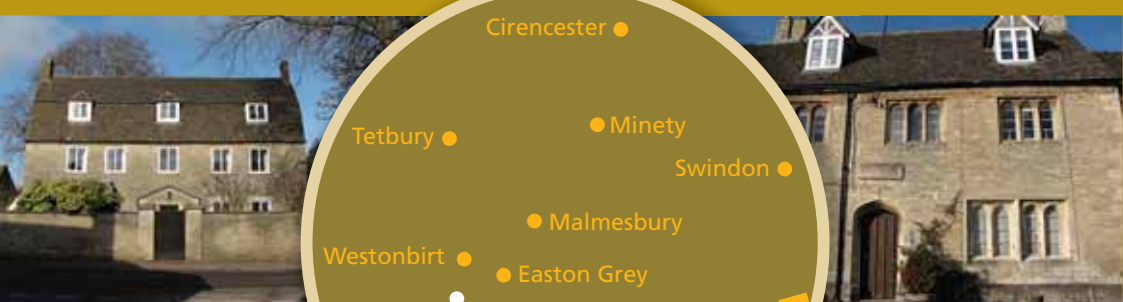 Cirencester
Tetbury
Minety
Swindon
Malmesbury
Westonbirt
Easton Grey